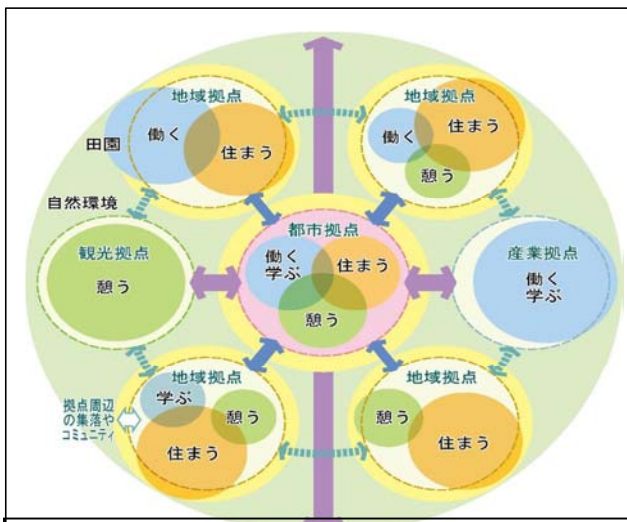 地域拠点
働く
住まう
田園
地域拠点
働く
住まう
憩う
自然環境
観光拠点
憩う
都市拠点
働く
学ぶ
住まう
憩う
産業拠点
働く
学ぶ
地域拠点
学ぶ
憩う
住まう
拠点周辺
の集落や
コミュニティ
地域拠点
憩う
住まう